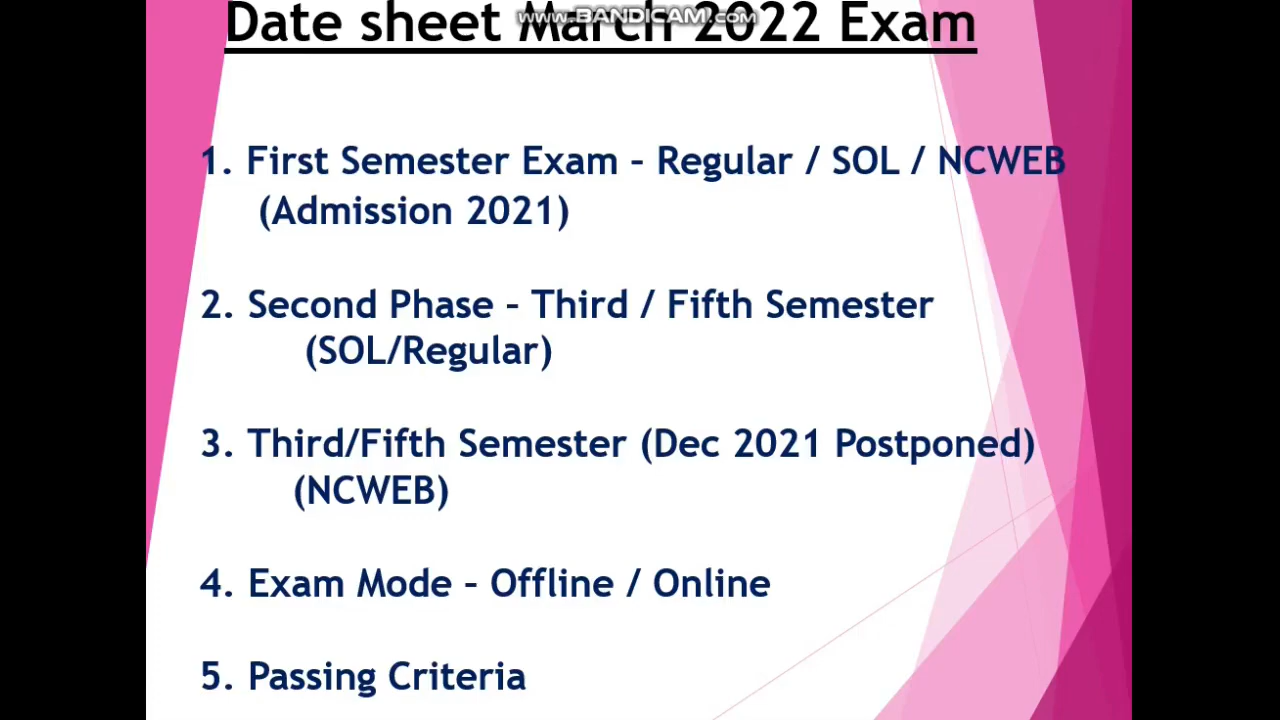 www.BANDICAM.com
Date sheet March 2022 Exam
1. First Semester Exam – Regular / SOL / NCWEB
(Admission 2021)
2. Second Phase – Third / Fifth Semester
(SOL/Regular)
3. Third/Fifth Semester (Dec 2021 Postponed)
(NCWEB)
4. Exam Mode – Offline / Online
5. Passing Criteria